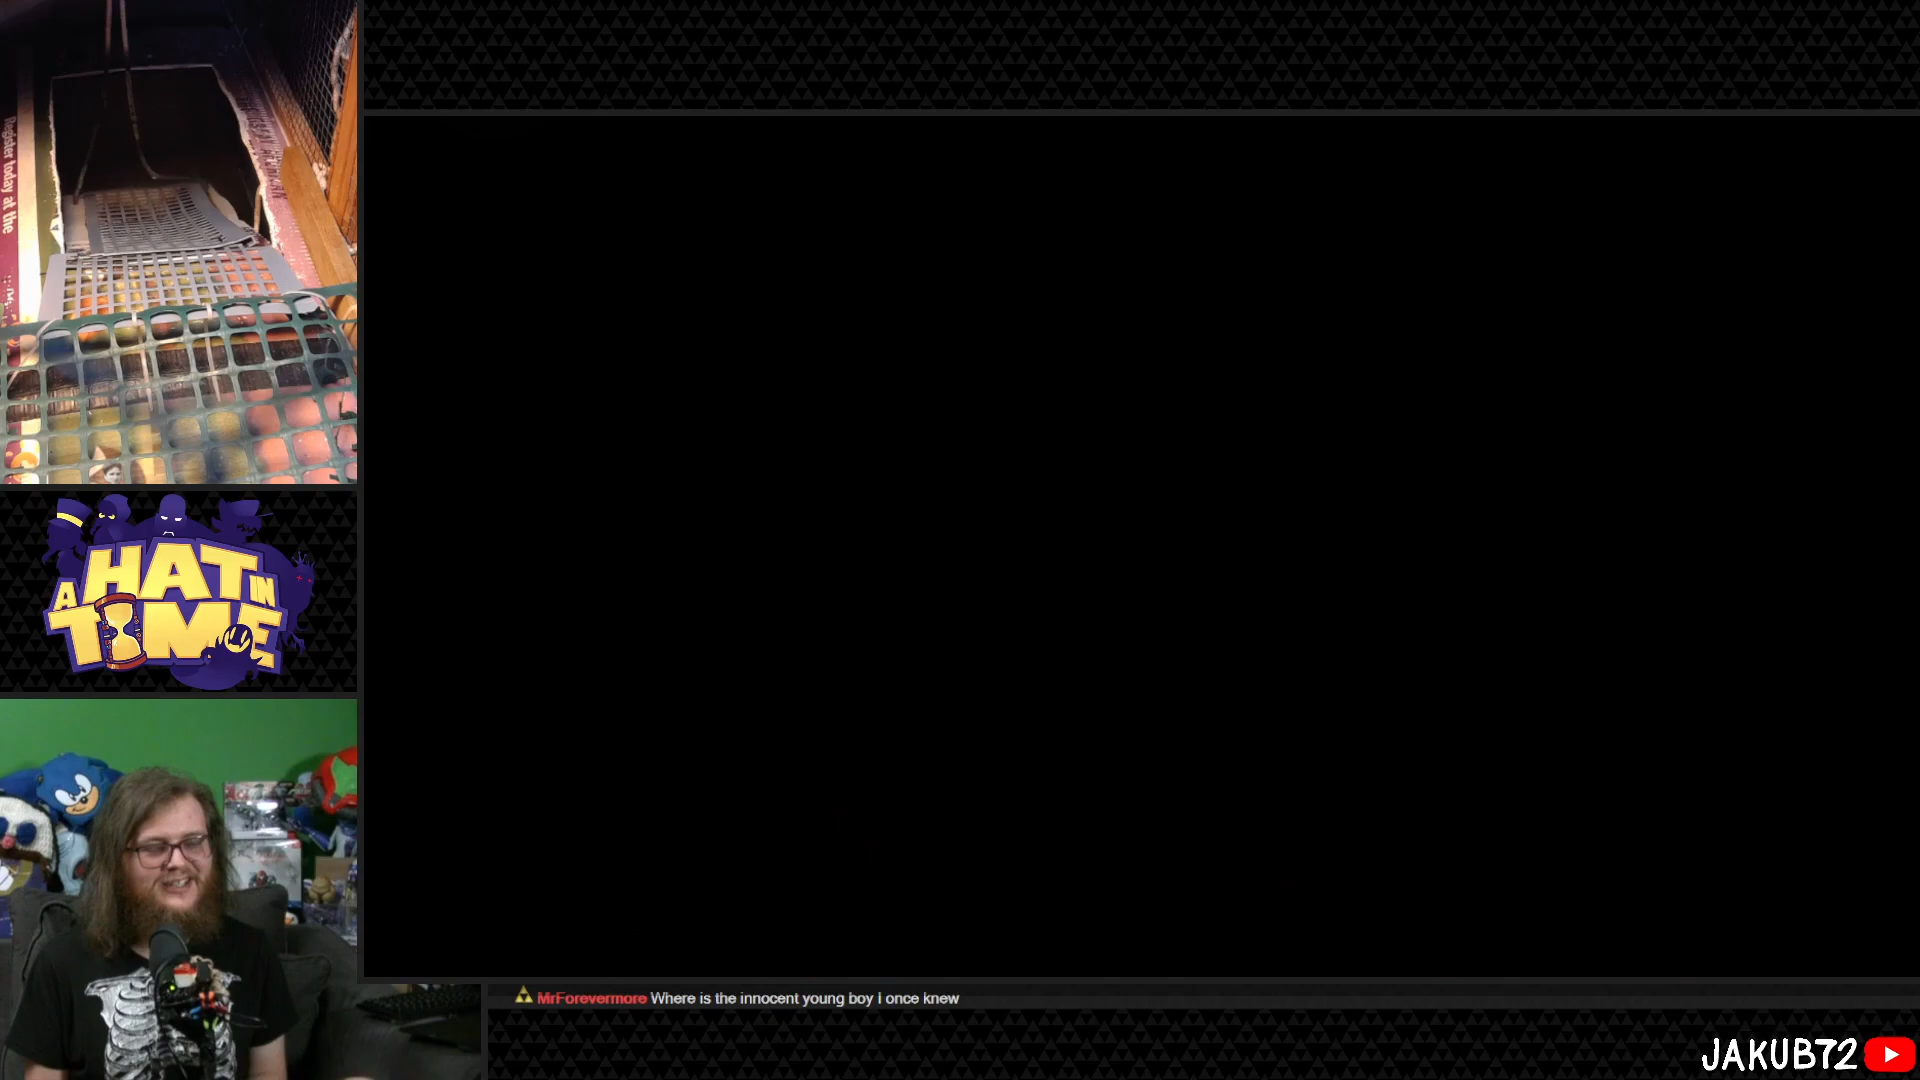 Register today at the
A HAT IN TIME
MrForevermore Where is the innocent young boy I once knew
JAKUB72